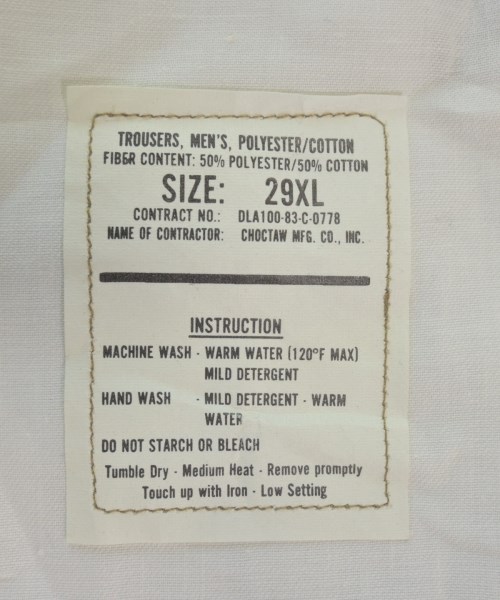 TROUSERS, MEN'S, POLYESTER/COTTON
FIBER CONTENT: 50% POLYESTER/50% COTTON
SIZE: 29XL
CONTRACT NO.: DLA100-83-C-0778
NAME OF CONTRACTOR: CHOCTAW MFG. CO., INC.
INSTRUCTION
MACHINE WASH - WARM WATER (120°F MAX)
MILD DETERGENT
HAND WASH - MILD DETERGENT - WARM
WATER
DO NOT STARCH OR BLEACH
Tumble Dry - Medium Heat - Remove promptly
Touch up with Iron - Low Setting